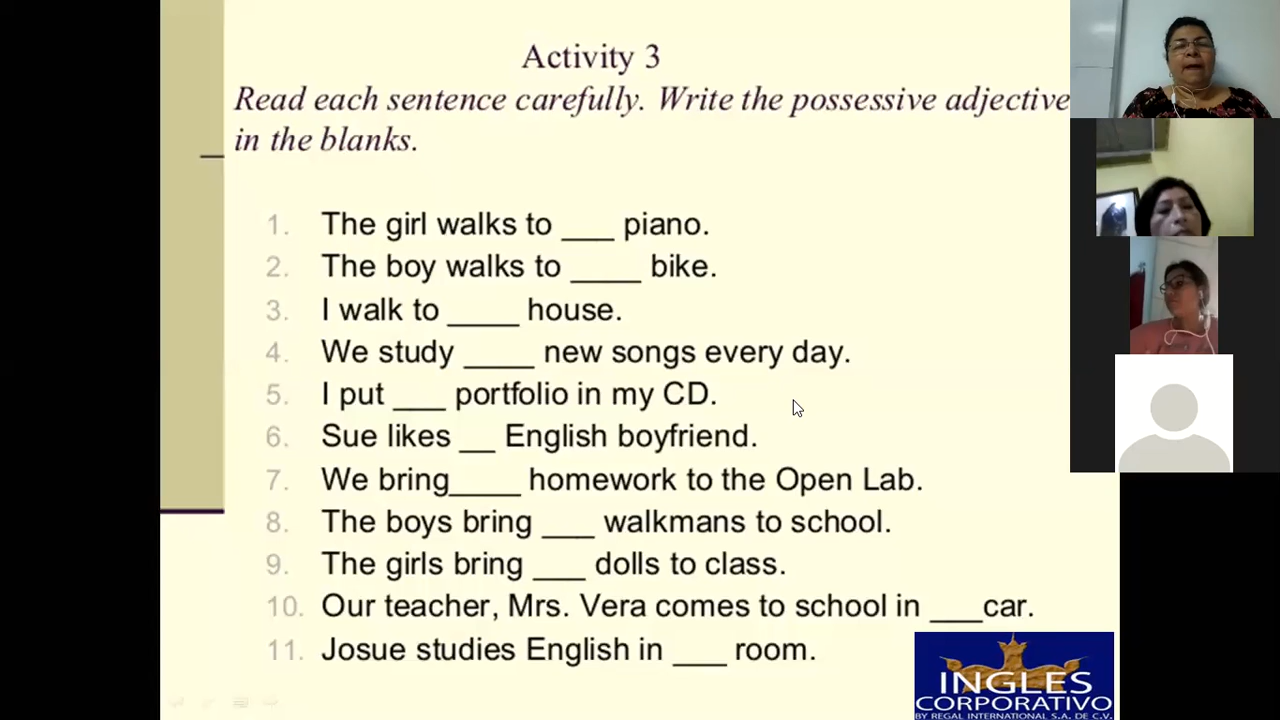 Activity 3
Read each sentence carefully. Write the possessive adjective
in the blanks.
1. The girl walks to ___ piano.
2. The boy walks to ____ bike.
3. I walk to ____ house.
4. We study ____ new songs every day.
5. I put ___ portfolio in my CD.
6. Sue likes __ English boyfriend.
7. We bring____ homework to the Open Lab.
8. The boys bring ___ walkmans to school.
9. The girls bring ___ dolls to class.
10. Our teacher, Mrs. Vera comes to school in ___car.
11. Josue studies English in ___ room.
INGLES
CORPORATIVO
BY REGAL INTERNATIONAL S.A. DE C.V.